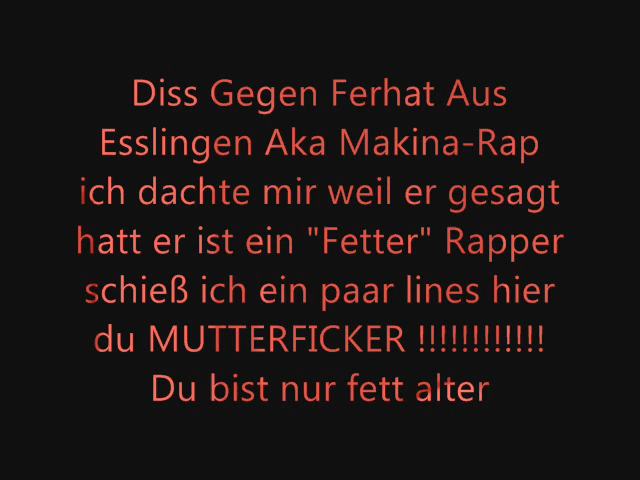 Diss Gegen Ferhat Aus
Esslingen Aka Makina-Rap
ich dachte mir weil er gesagt
hatt er ist ein "Fetter" Rapper
schieß ich ein paar lines hier
du MUTTERFICKER !!!!!!!!!!!!
Du bist nur fett alter